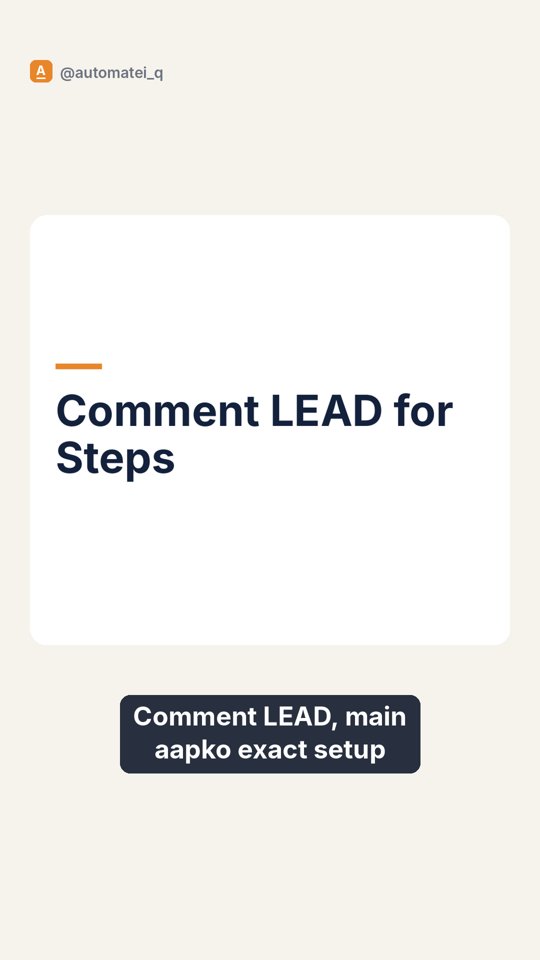 A
@automatei_q
Comment LEAD for
Steps
Comment LEAD, main
aapko exact setup